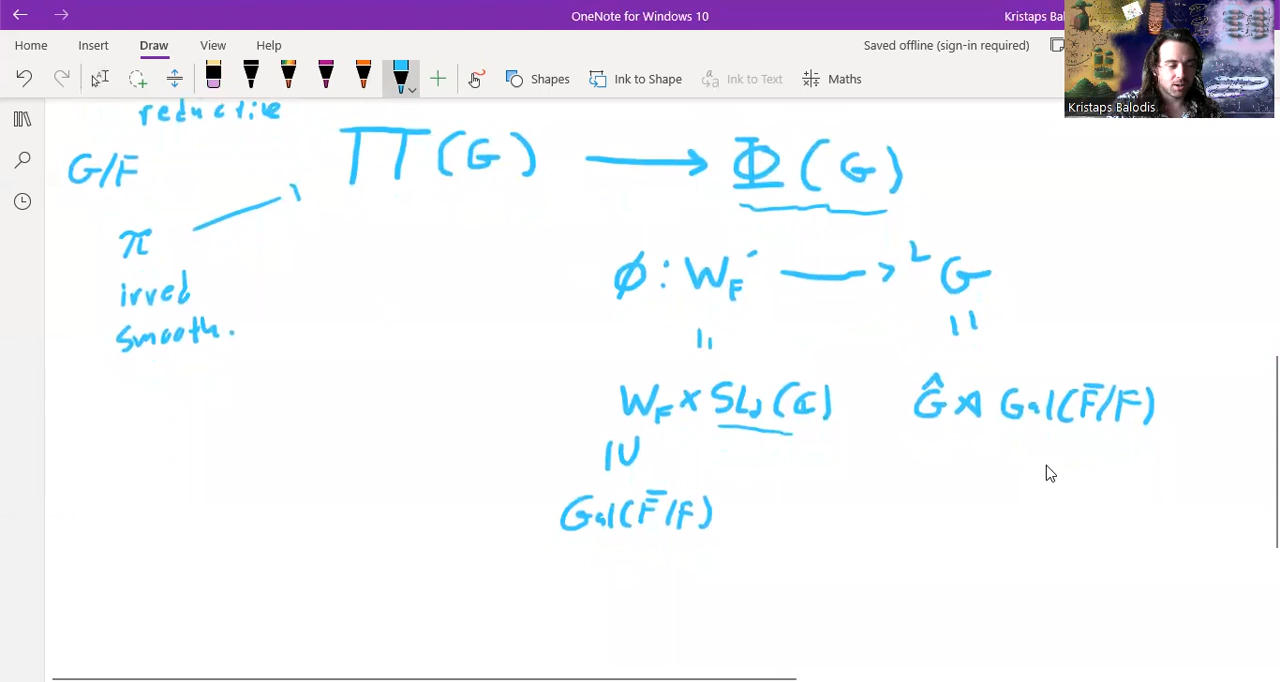 OneNote for Windows 10
Kristaps Ba
Home Insert Draw View Help
Saved offline (sign-in required)
Shapes Ink to Shape Ink to Text Maths
Kristaps Balodis
reductive
G/F Π(G) → Φ(G)
π
irred
smooth.
ϕ: W_F' → ᴸG
W_F × SL₂(ℂ) Ĝ ⋊ Gal(F̄/F)
Gal(F̄/F)